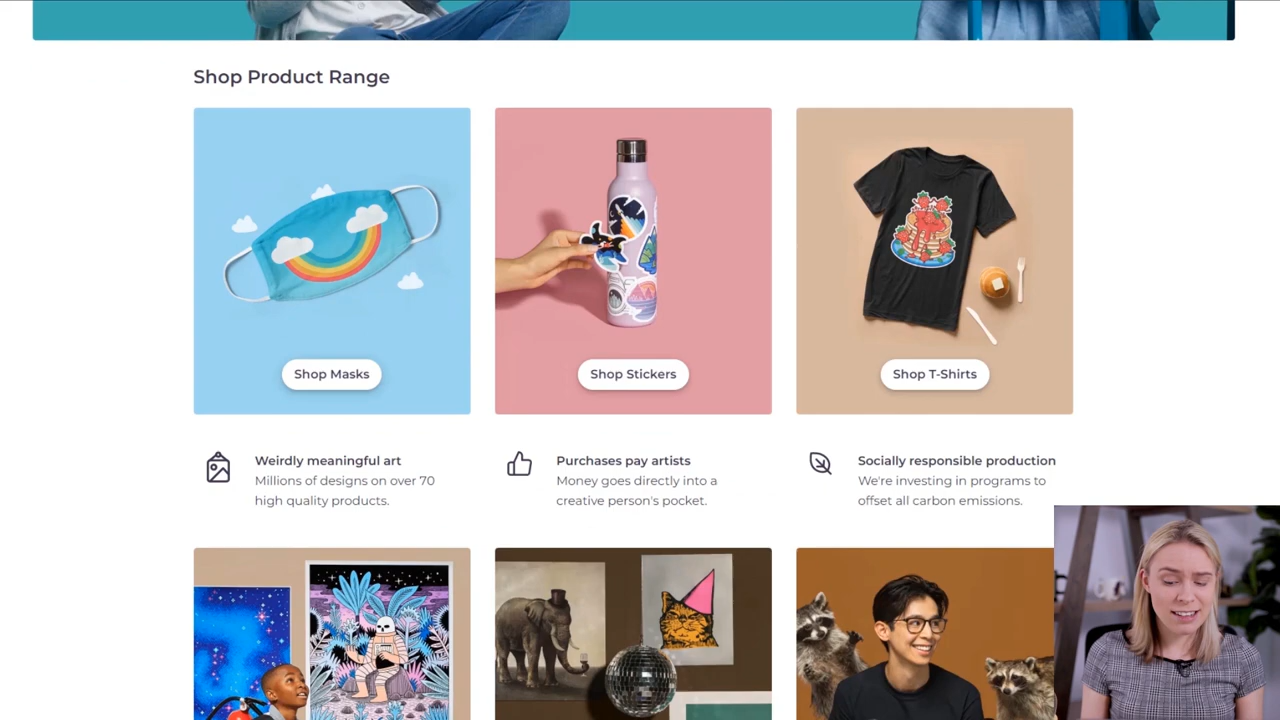 Shop Product Range
Shop Masks
Shop Stickers
Shop T-Shirts
Weirdly meaningful art
Millions of designs on over 70
high quality products.
Purchases pay artists
Money goes directly into a
creative person's pocket.
Socially responsible production
We're investing in programs to
offset all carbon emissions.